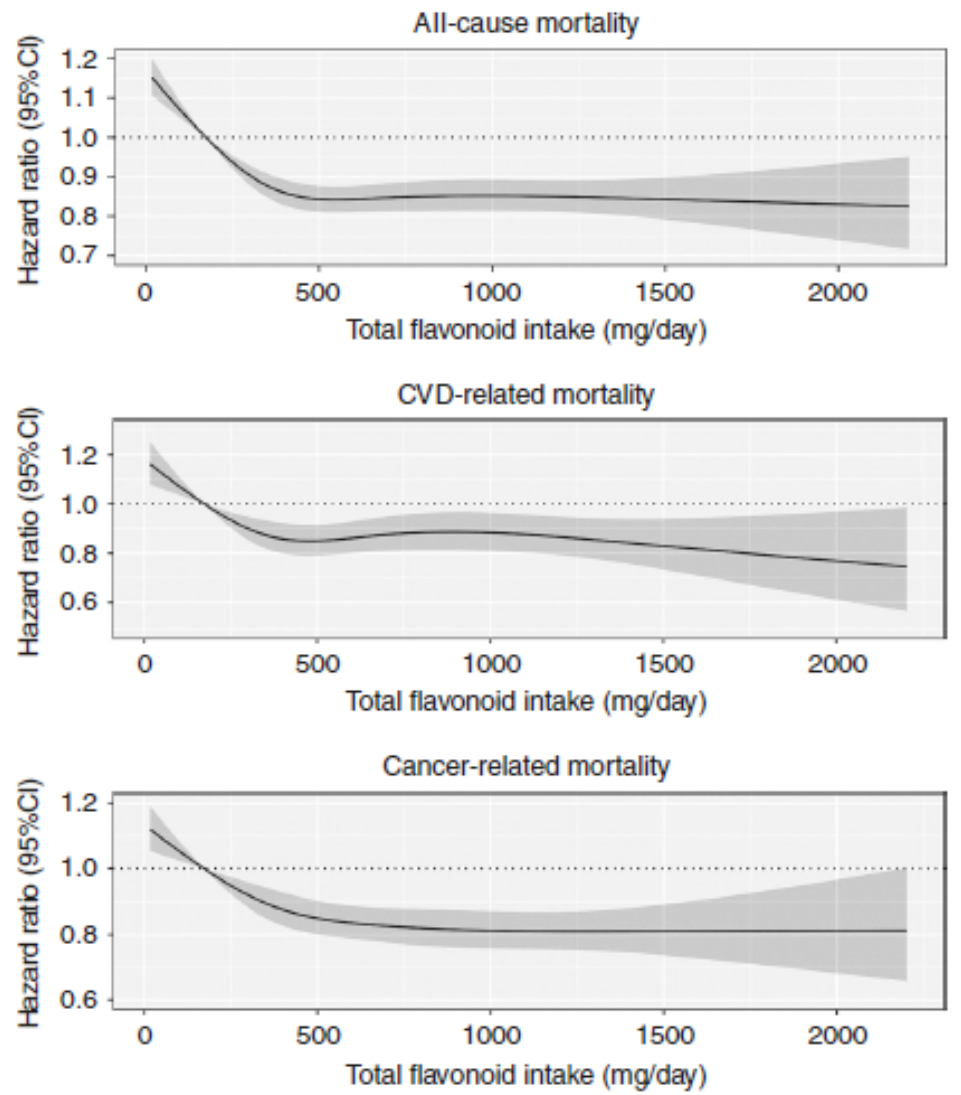 All-cause mortality
Hazard ratio (95%CI)
1.2
1.1
1.0
0.9
0.8
0.7
0 500 1000 1500 2000
Total flavonoid intake (mg/day)
CVD-related mortality
Hazard ratio (95%CI)
1.2
1.0
0.8
0.6
0 500 1000 1500 2000
Total flavonoid intake (mg/day)
Cancer-related mortality
Hazard ratio (95%CI)
1.2
1.0
0.8
0.6
0 500 1000 1500 2000
Total flavonoid intake (mg/day)